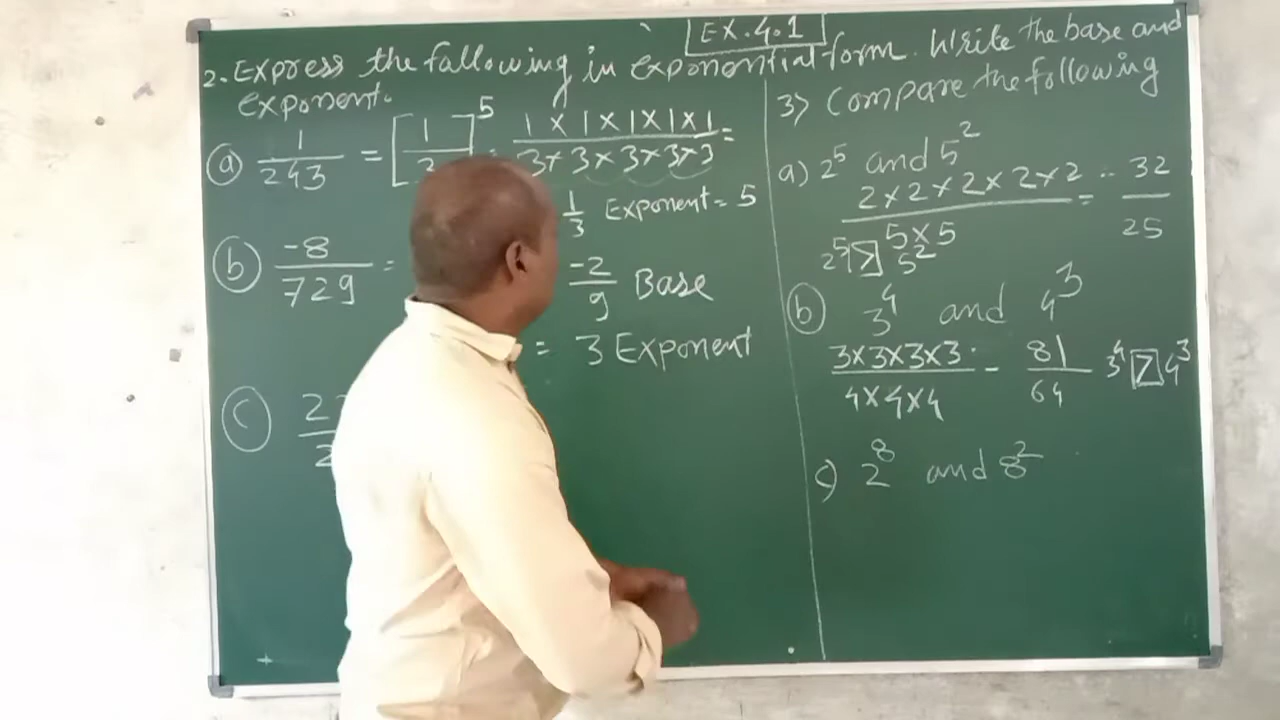 EX.4.1
2. Express the following in exponential form. Write the base and
exponent.
a) 1/243 = [1/3]^5 = 1 × 1 × 1 × 1 × 1 / 3 × 3 × 3 × 3 × 3 =
1/3 Exponent = 5
b) -8/729 =
-2/9 Base
= 3 Exponent
c)
3) Compare the following
a) 2^5 and 5^2
2 × 2 × 2 × 2 × 2 / 5 × 5 = 32/25
2^5 > 5^2
b) 3^4 and 4^3
3×3×3×3 / 4×4×4 = 81/64 3^4 > 4^3
c) 2^8 and 8^2